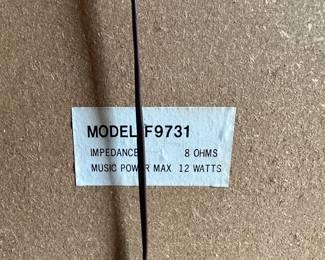 MODEL F9731
IMPEDANCE 8 OHMS
MUSIC POWER MAX 12 WATTS